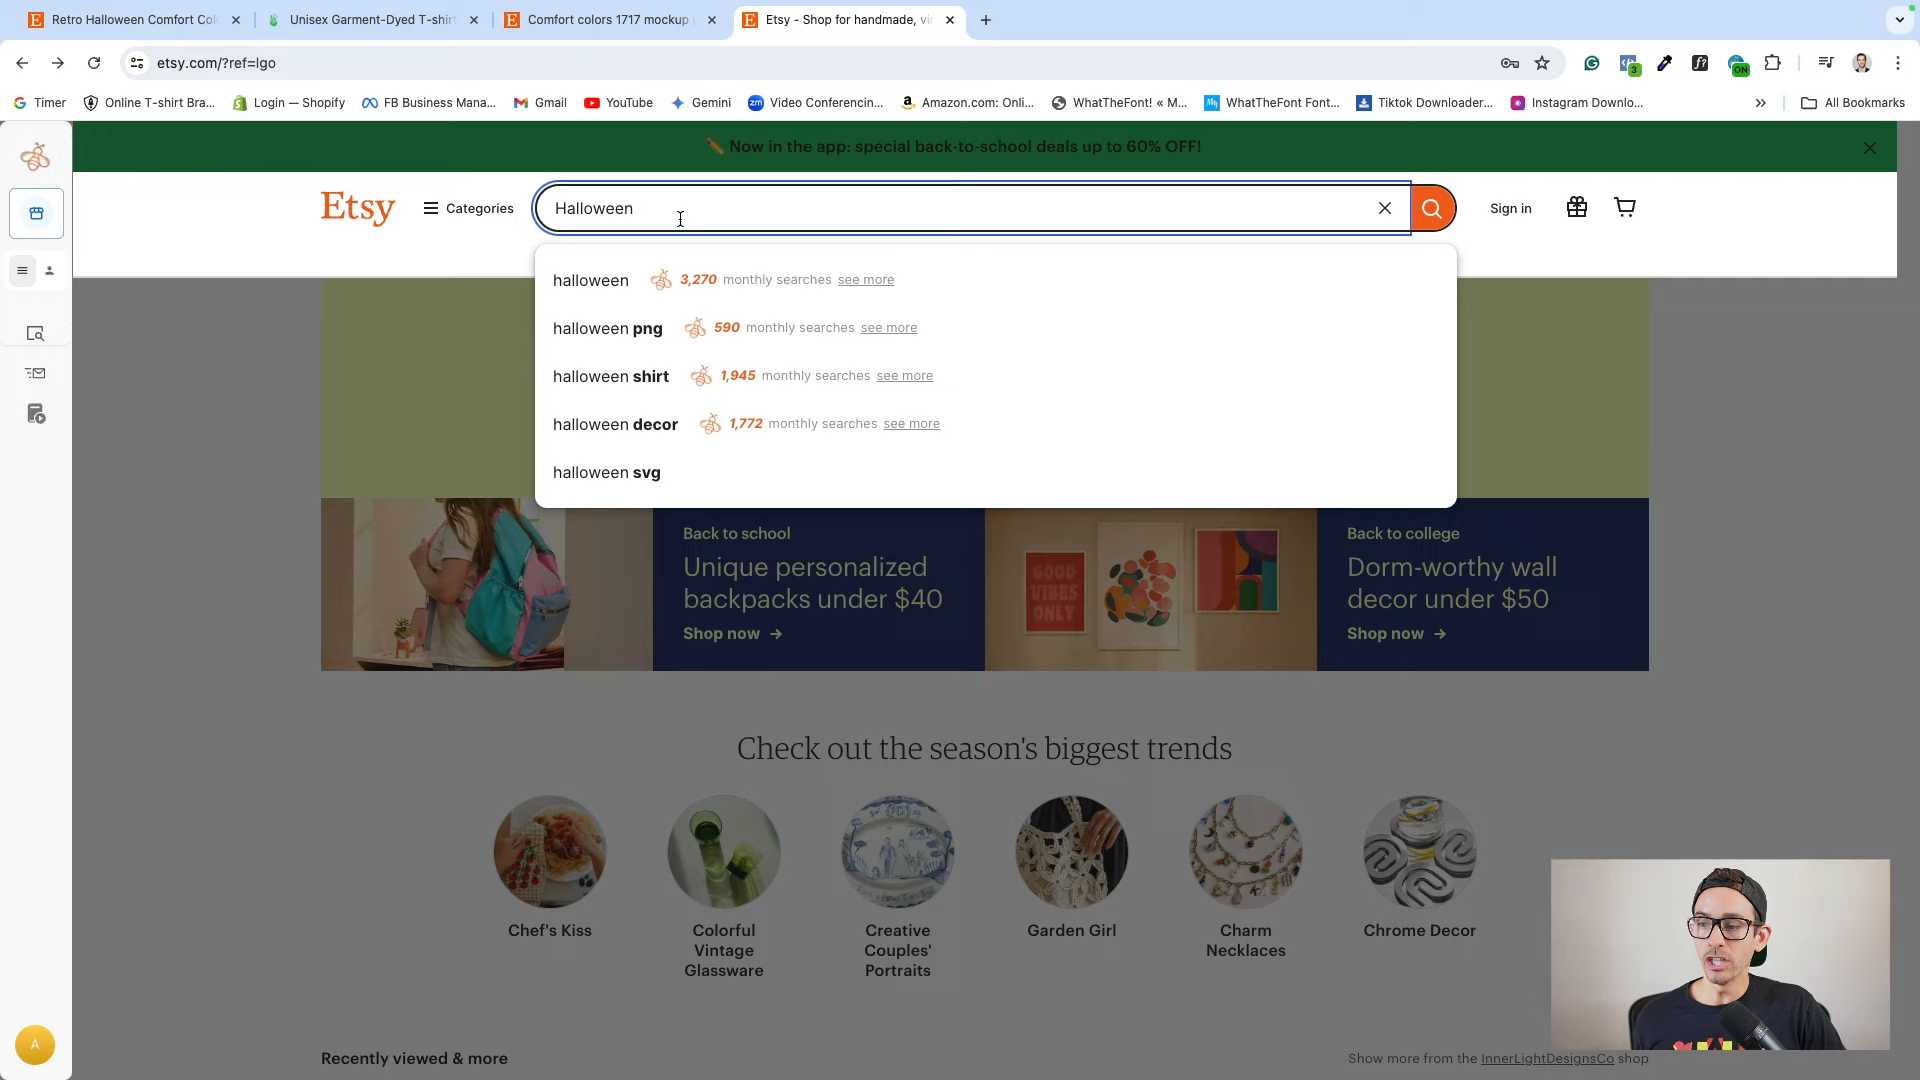 Retro Halloween Comfort Col
Unisex Garment-Dyed T-shirt
Comfort colors 1717 mockup
Etsy - Shop for handmade, vi
etsy.com/?ref=lgo
3
ON
Timer
Online T-shirt Bra...
Login — Shopify
FB Business Mana...
Gmail
YouTube
Gemini
Video Conferencin...
Amazon.com: Onli...
WhatTheFont! « M...
WhatTheFont Font...
Tiktok Downloader...
Instagram Downlo...
All Bookmarks
Now in the app: special back-to-school deals up to 60% OFF!
Etsy
Categories
Halloween
Sign in
halloween 3,270 monthly searches see more
halloween png 590 monthly searches see more
halloween shirt 1,945 monthly searches see more
halloween decor 1,772 monthly searches see more
halloween svg
Back to school
Unique personalized
backpacks under $40
Shop now →
GOOD
VIBES
ONLY
Back to college
Dorm-worthy wall
decor under $50
Shop now →
Check out the season's biggest trends
Chef's Kiss
Colorful
Vintage
Glassware
Creative
Couples'
Portraits
Garden Girl
Charm
Necklaces
Chrome Decor
A
Recently viewed & more
Show more from the InnerLightDesignsCo shop